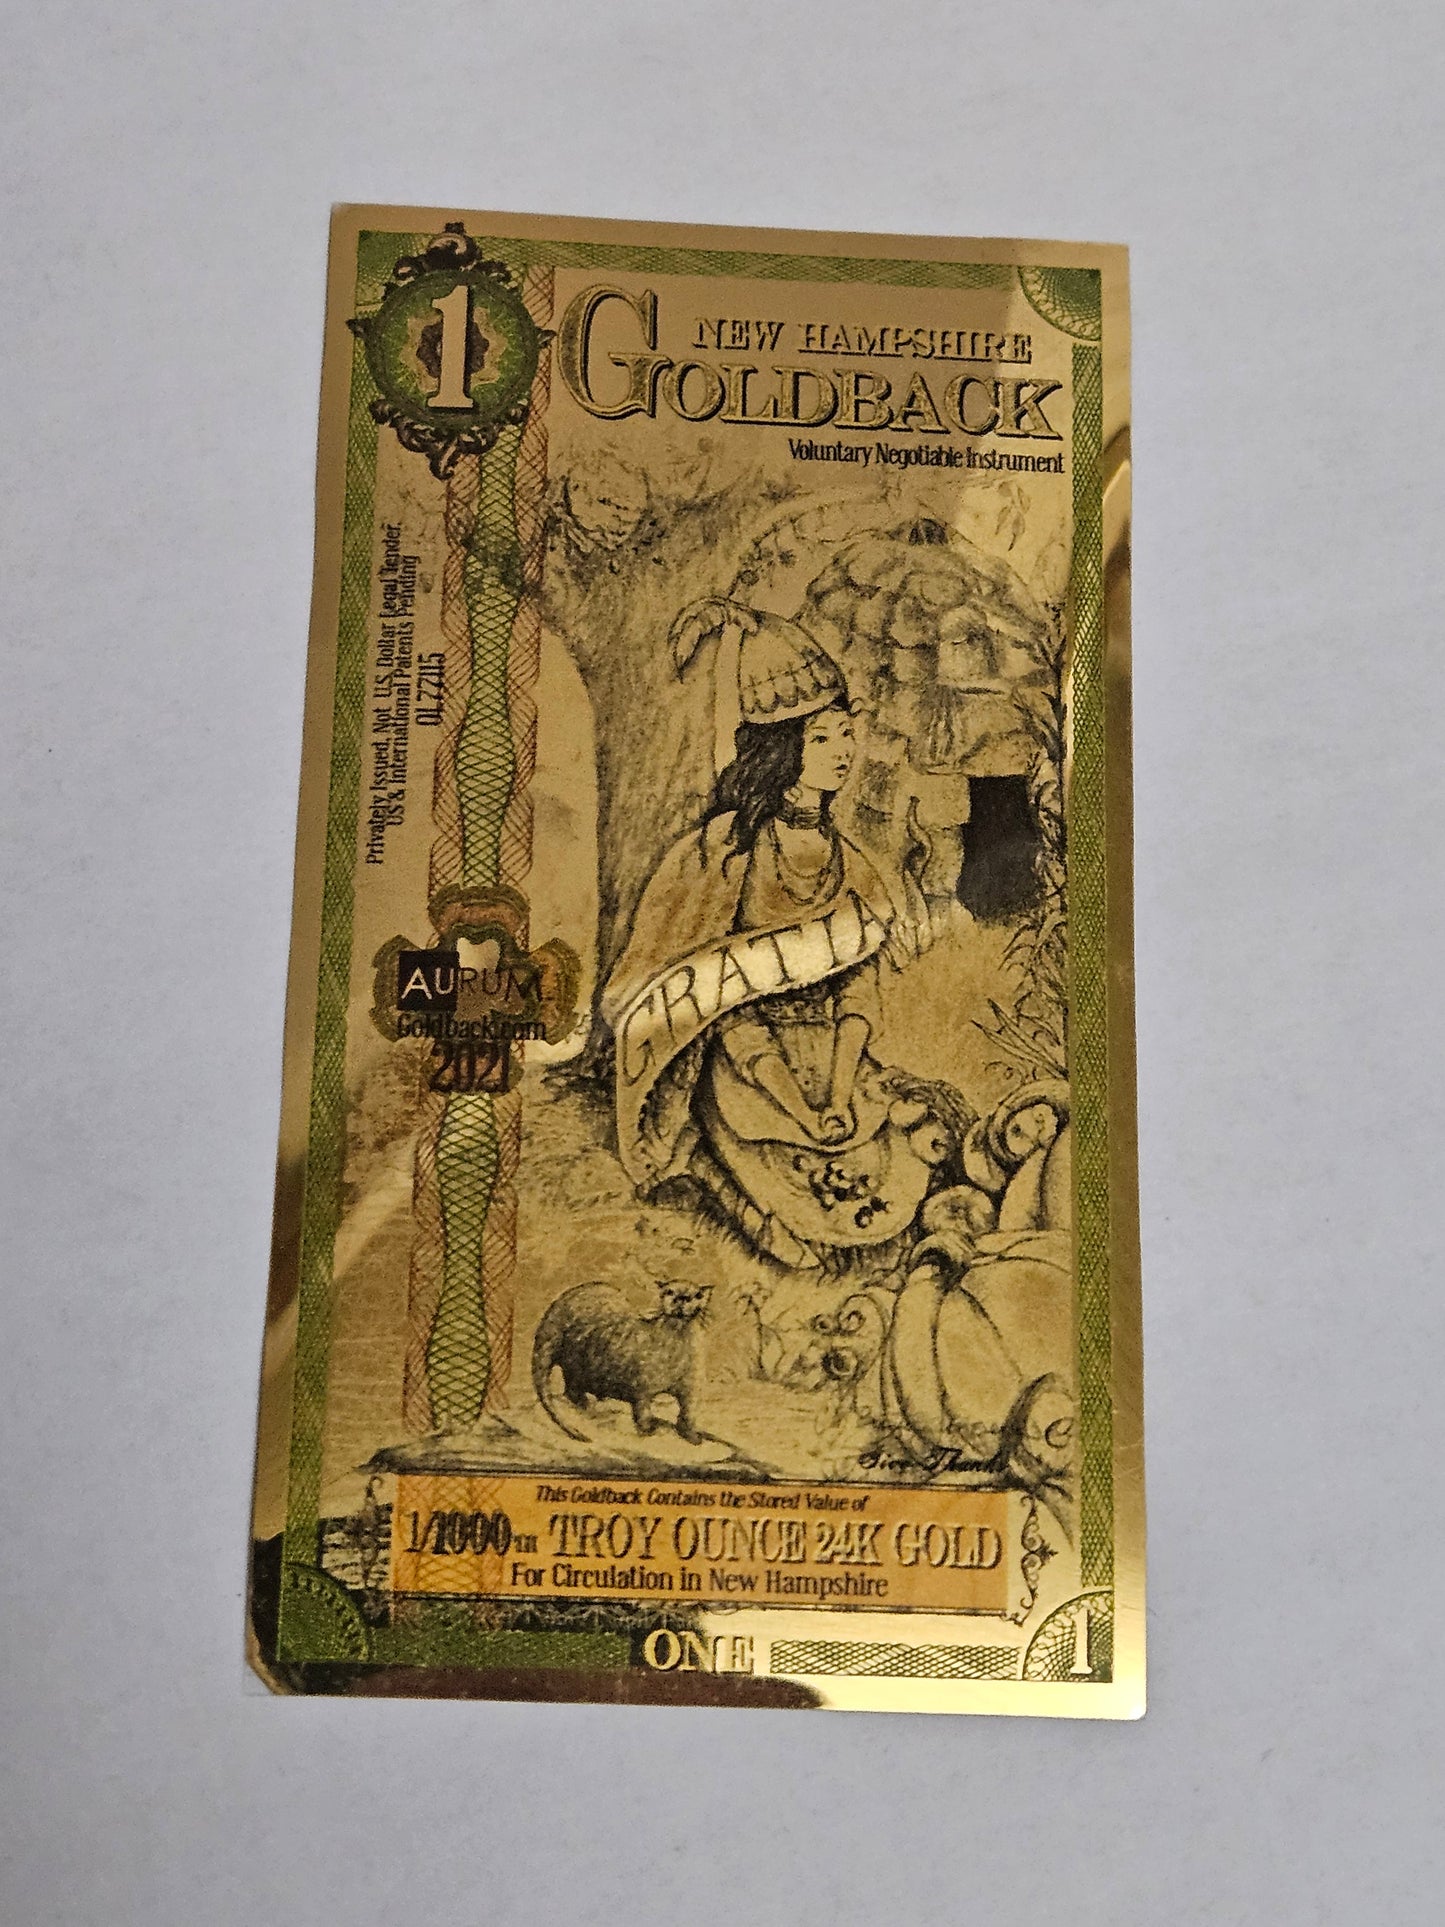 1
NEW HAMPSHIRE
GOLDBACK
Voluntary Negotiable Instrument
Privately Issued, Not U.S. Dollar Legal Tender,
US & International Patents Pending
GRATIA
AURUM
Goldback.com
2021
Give Thanks
This Goldback Contains the Stored Value of
1/1000TH TROY OUNCE 24K GOLD
For Circulation in New Hampshire
ONE
1